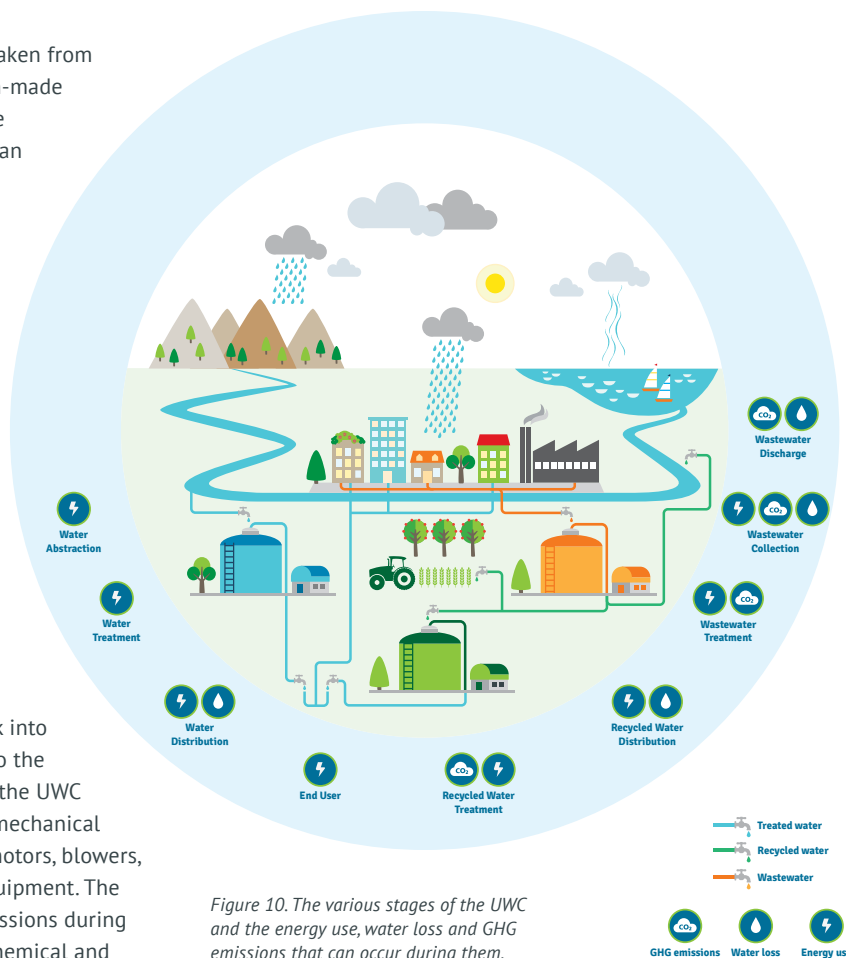 aken from
-made
e
an
Wastewater
Discharge
Water
Abstraction
Wastewater
Collection
Water
Treatment
Wastewater
Treatment
Water
Distribution
Recycled Water
Distribution
End User
Recycled Water
Treatment
k into
o the
the UWC
mechanical
notors, blowers,
quipment. The
issions during
hemical and
Treated water
Recycled water
Wastewater
Figure 10. The various stages of the UWC
and the energy use, water loss and GHG
emissions that can occur during them.
CO₂
CO₂
CO₂
CO₂
CO₂
GHG emissions
Water loss
Energy us